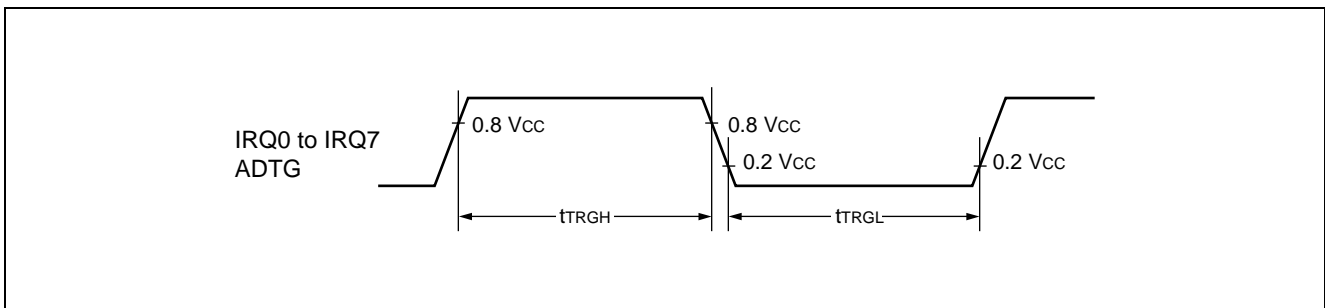 IRQ0 to IRQ7
ADTG
0.8 VCC
0.8 VCC
0.2 VCC
0.2 VCC
tTRGH
tTRGL